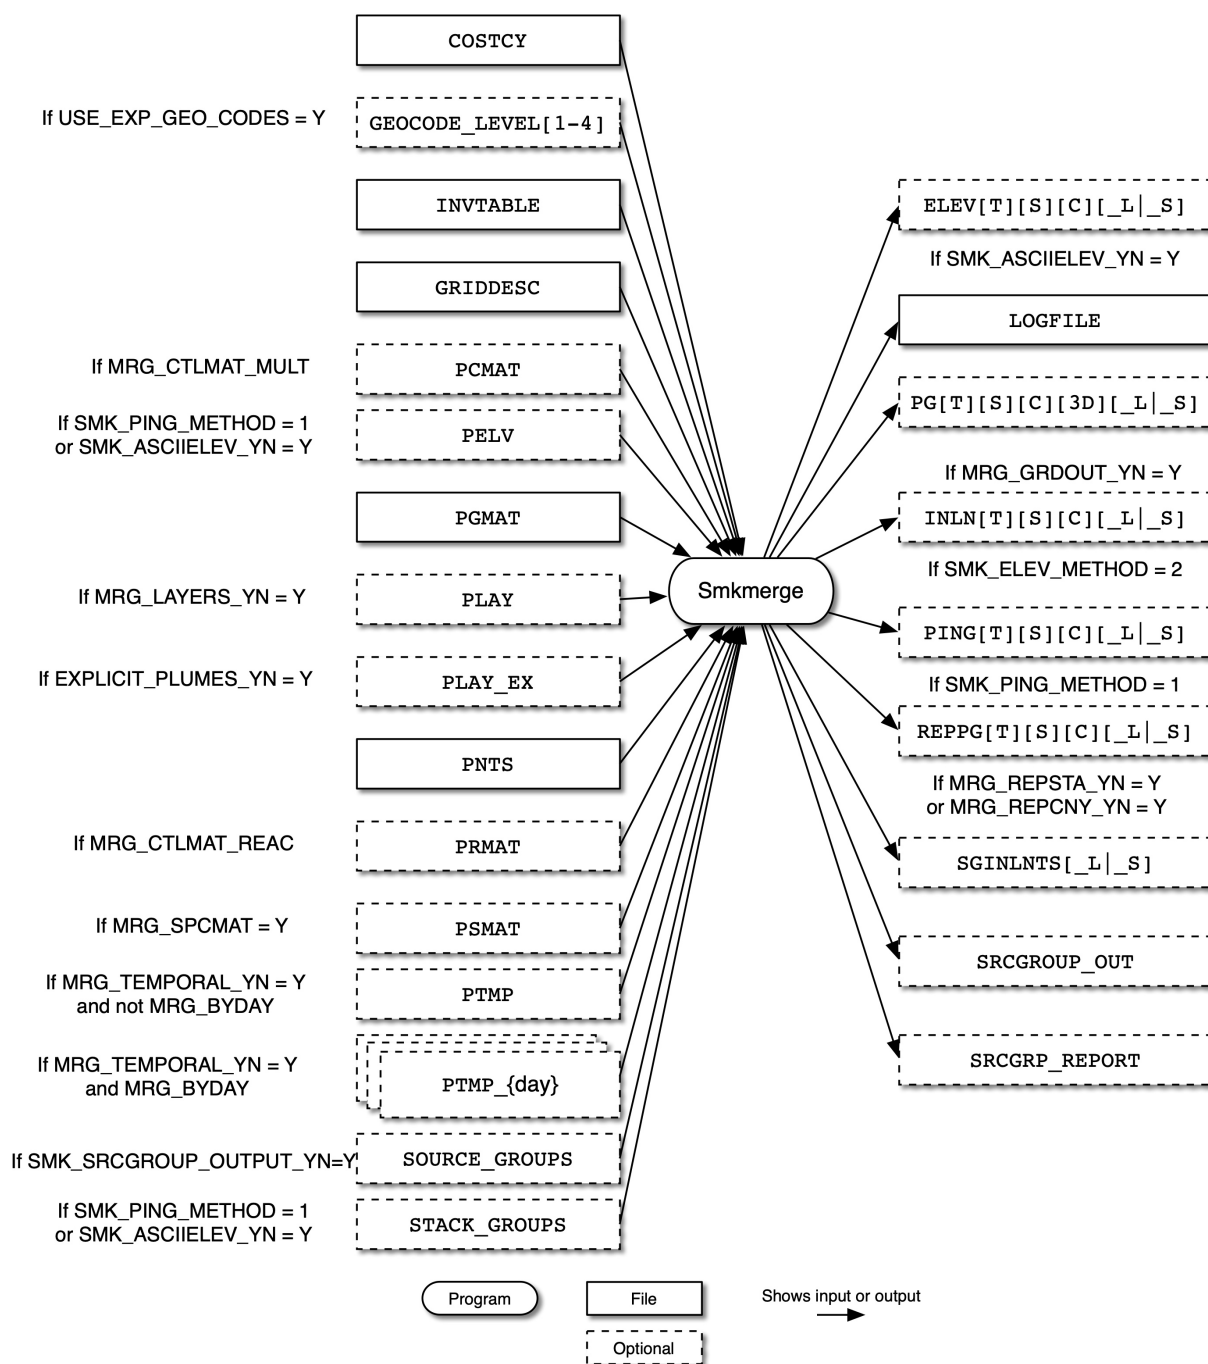 COSTCY
If USE_EXP_GEO_CODES = Y
GEOCODE_LEVEL[1-4]
INVTABLE
GRIDDESC
If MRG_CTLMAT_MULT
PCMAT
If SMK_PING_METHOD = 1
or SMK_ASCIIELEV_YN = Y
PELV
PGMAT
If MRG_LAYERS_YN = Y
PLAY
If EXPLICIT_PLUMES_YN = Y
PLAY_EX
PNTS
If MRG_CTLMAT_REAC
PRMAT
If MRG_SPCMAT = Y
PSMAT
If MRG_TEMPORAL_YN = Y
and not MRG_BYDAY
PTMP
If MRG_TEMPORAL_YN = Y
and MRG_BYDAY
PTMP_{day}
If SMK_SRCGROUP_OUTPUT_YN=Y
SOURCE_GROUPS
If SMK_PING_METHOD = 1
or SMK_ASCIIELEV_YN = Y
STACK_GROUPS
Smkmerge
ELEV[T][S][C][_L|_S]
If SMK_ASCIIELEV_YN = Y
LOGFILE
PG[T][S][C][3D][_L|_S]
If MRG_GRDOUT_YN = Y
INLN[T][S][C][_L|_S]
If SMK_ELEV_METHOD = 2
PING[T][S][C][_L|_S]
If SMK_PING_METHOD = 1
REPPG[T][S][C][_L|_S]
If MRG_REPSTA_YN = Y
or MRG_REPCNY_YN = Y
SGINLNTS[_L|_S]
SRCGROUP_OUT
SRCGRP_REPORT
Program
File
Shows input or output
Optional